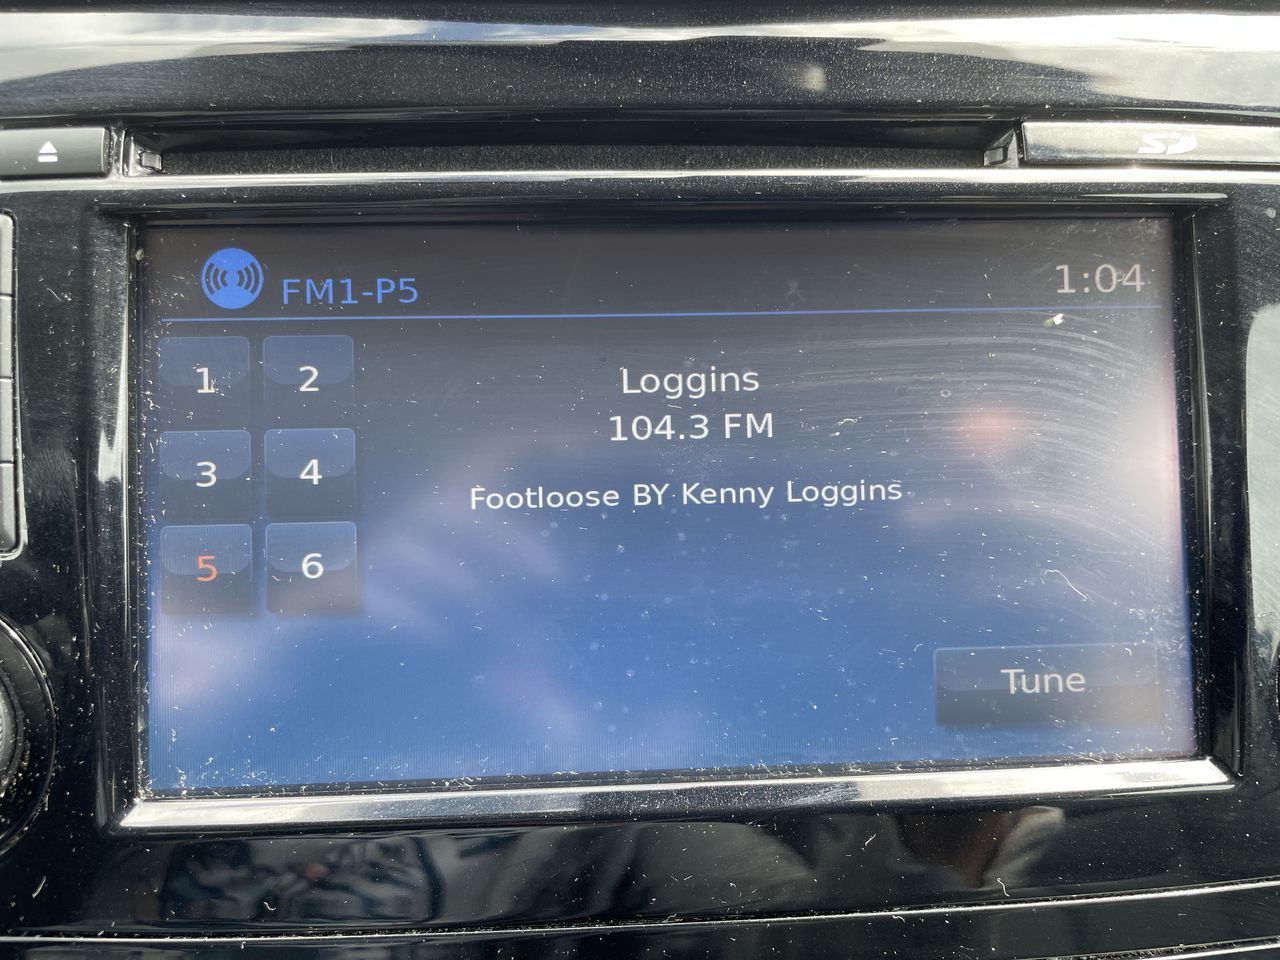 SD
FM1-P5
1:04
1 2
3 4
5 6
Loggins
104.3 FM
Footloose BY Kenny Loggins
Tune